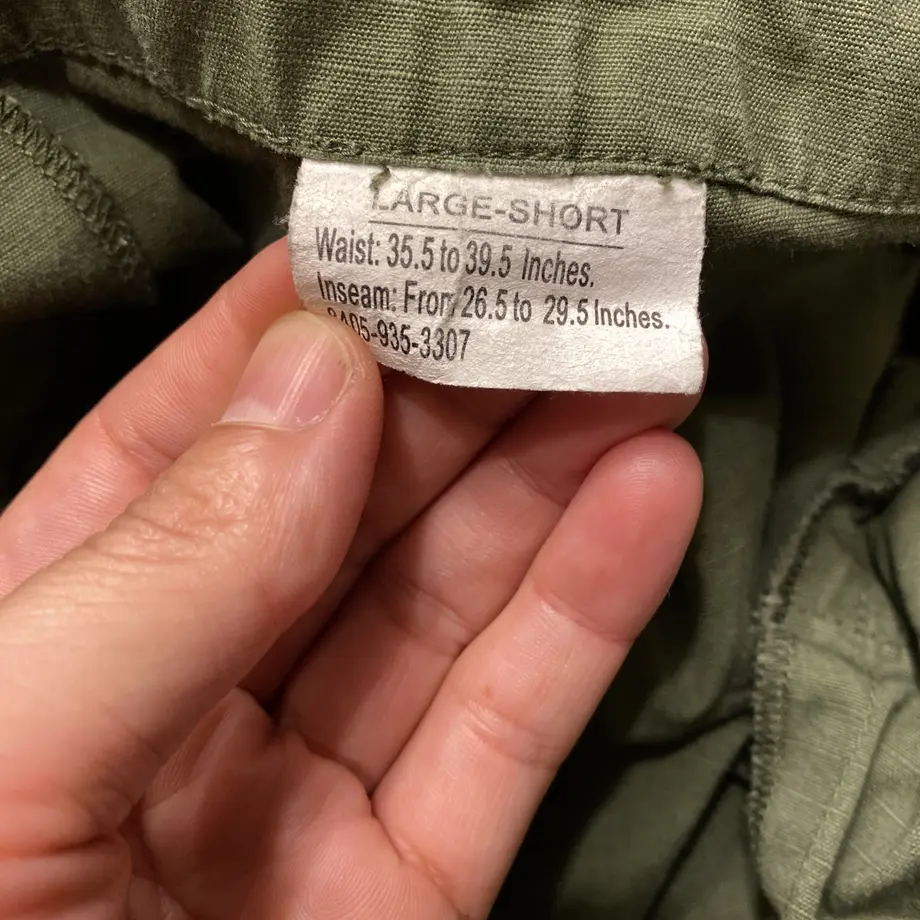 LARGE-SHORT
Waist: 35.5 to 39.5 Inches.
Inseam: From 26.5 to 29.5 Inches.
8405-935-3307